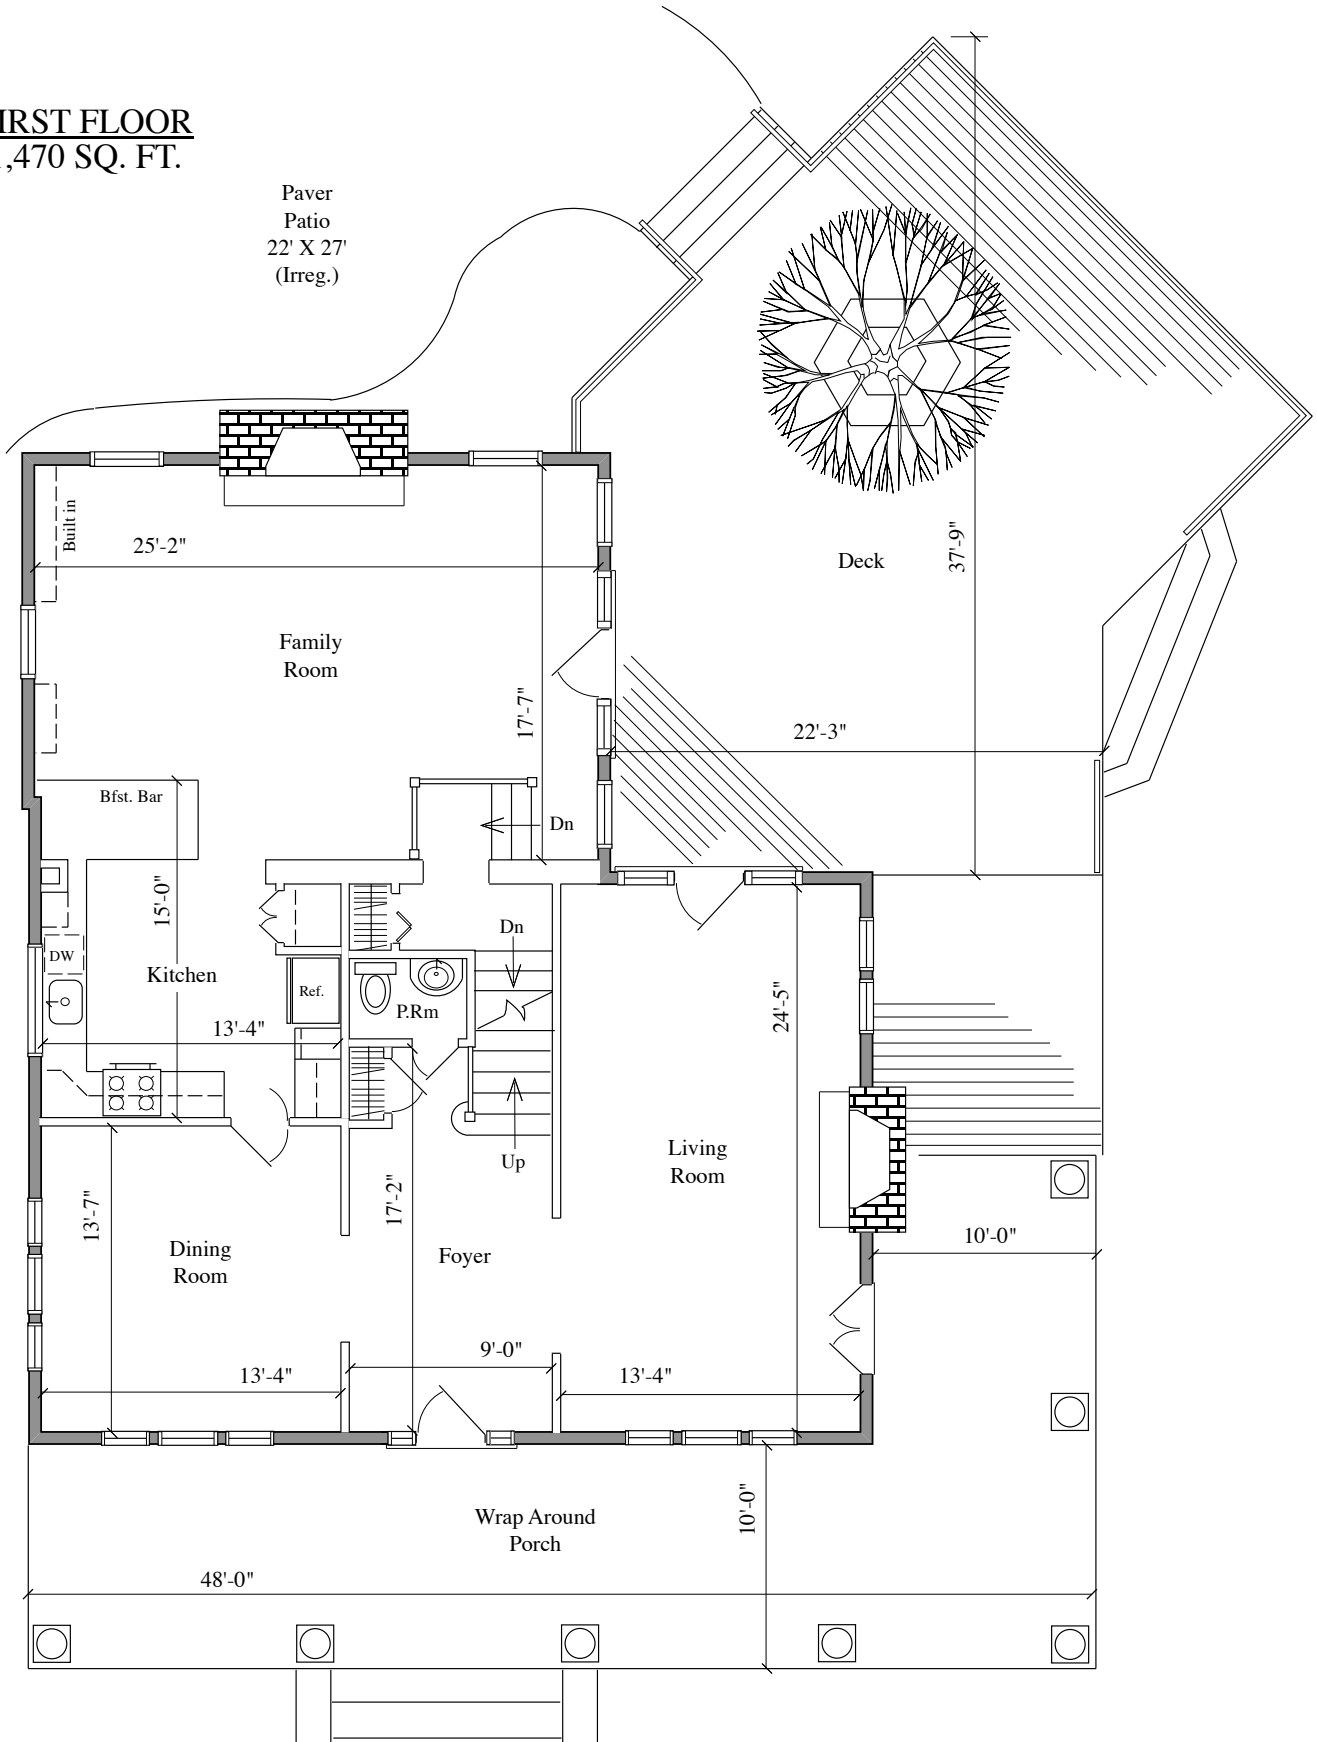 IRST FLOOR
,470 SQ. FT.
Paver
Patio
22' X 27'
(Irreg.)
Built in
25'-2"
Deck
37'-9"
Family
Room
17'-7"
22'-3"
Bfst. Bar
Dn
15'-0"
Dn
DW
Kitchen
Ref.
P.Rm
24'-5"
13'-4"
Living
Room
Up
13'-7"
17'-2"
Dining
Room
Foyer
10'-0"
9'-0"
13'-4"
13'-4"
10'-0"
Wrap Around
Porch
48'-0"